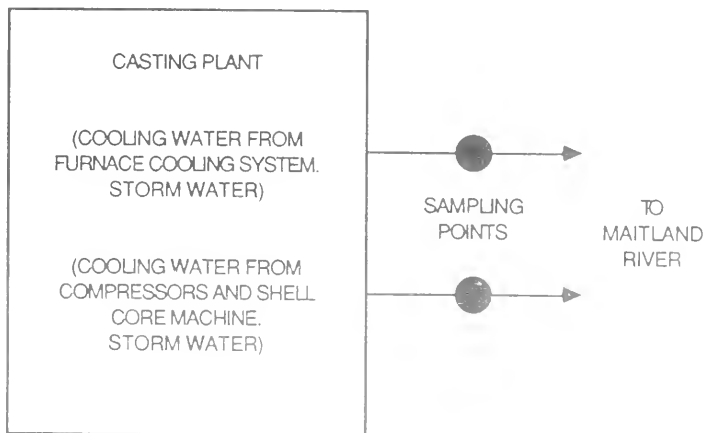 CASTING PLANT
(COOLING WATER FROM
FURNACE COOLING SYSTEM.
STORM WATER)
(COOLING WATER FROM
COMPRESSORS AND SHELL
CORE MACHINE.
STORM WATER)
SAMPLING
POINTS
TO
MAITLAND
RIVER